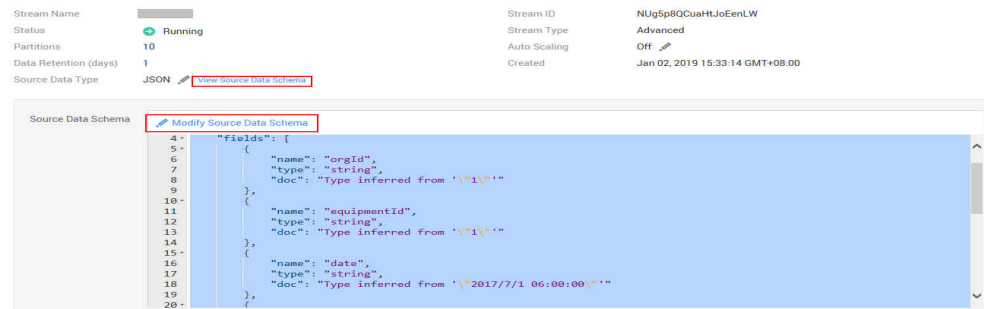 Stream Name Stream ID NUg5p8QCuaHtJoEenLW
Status Running Stream Type Advanced
Partitions 10 Auto Scaling Off
Data Retention (days) 1 Created Jan 02, 2019 15:33:14 GMT+08:00
Source Data Type JSON View Source Data Schema
Source Data Schema Modify Source Data Schema
4 "fields": [
5 {
6 "name": "orgId",
7 "type": "string",
8 "doc": "Type inferred from '\"1\"'"
9 },
10 {
11 "name": "equipmentId",
12 "type": "string",
13 "doc": "Type inferred from '\"1\"'"
14 },
15 {
16 "name": "date",
17 "type": "string",
18 "doc": "Type inferred from '\"2017/7/1 06:00:00\"'"
19 },
20 {